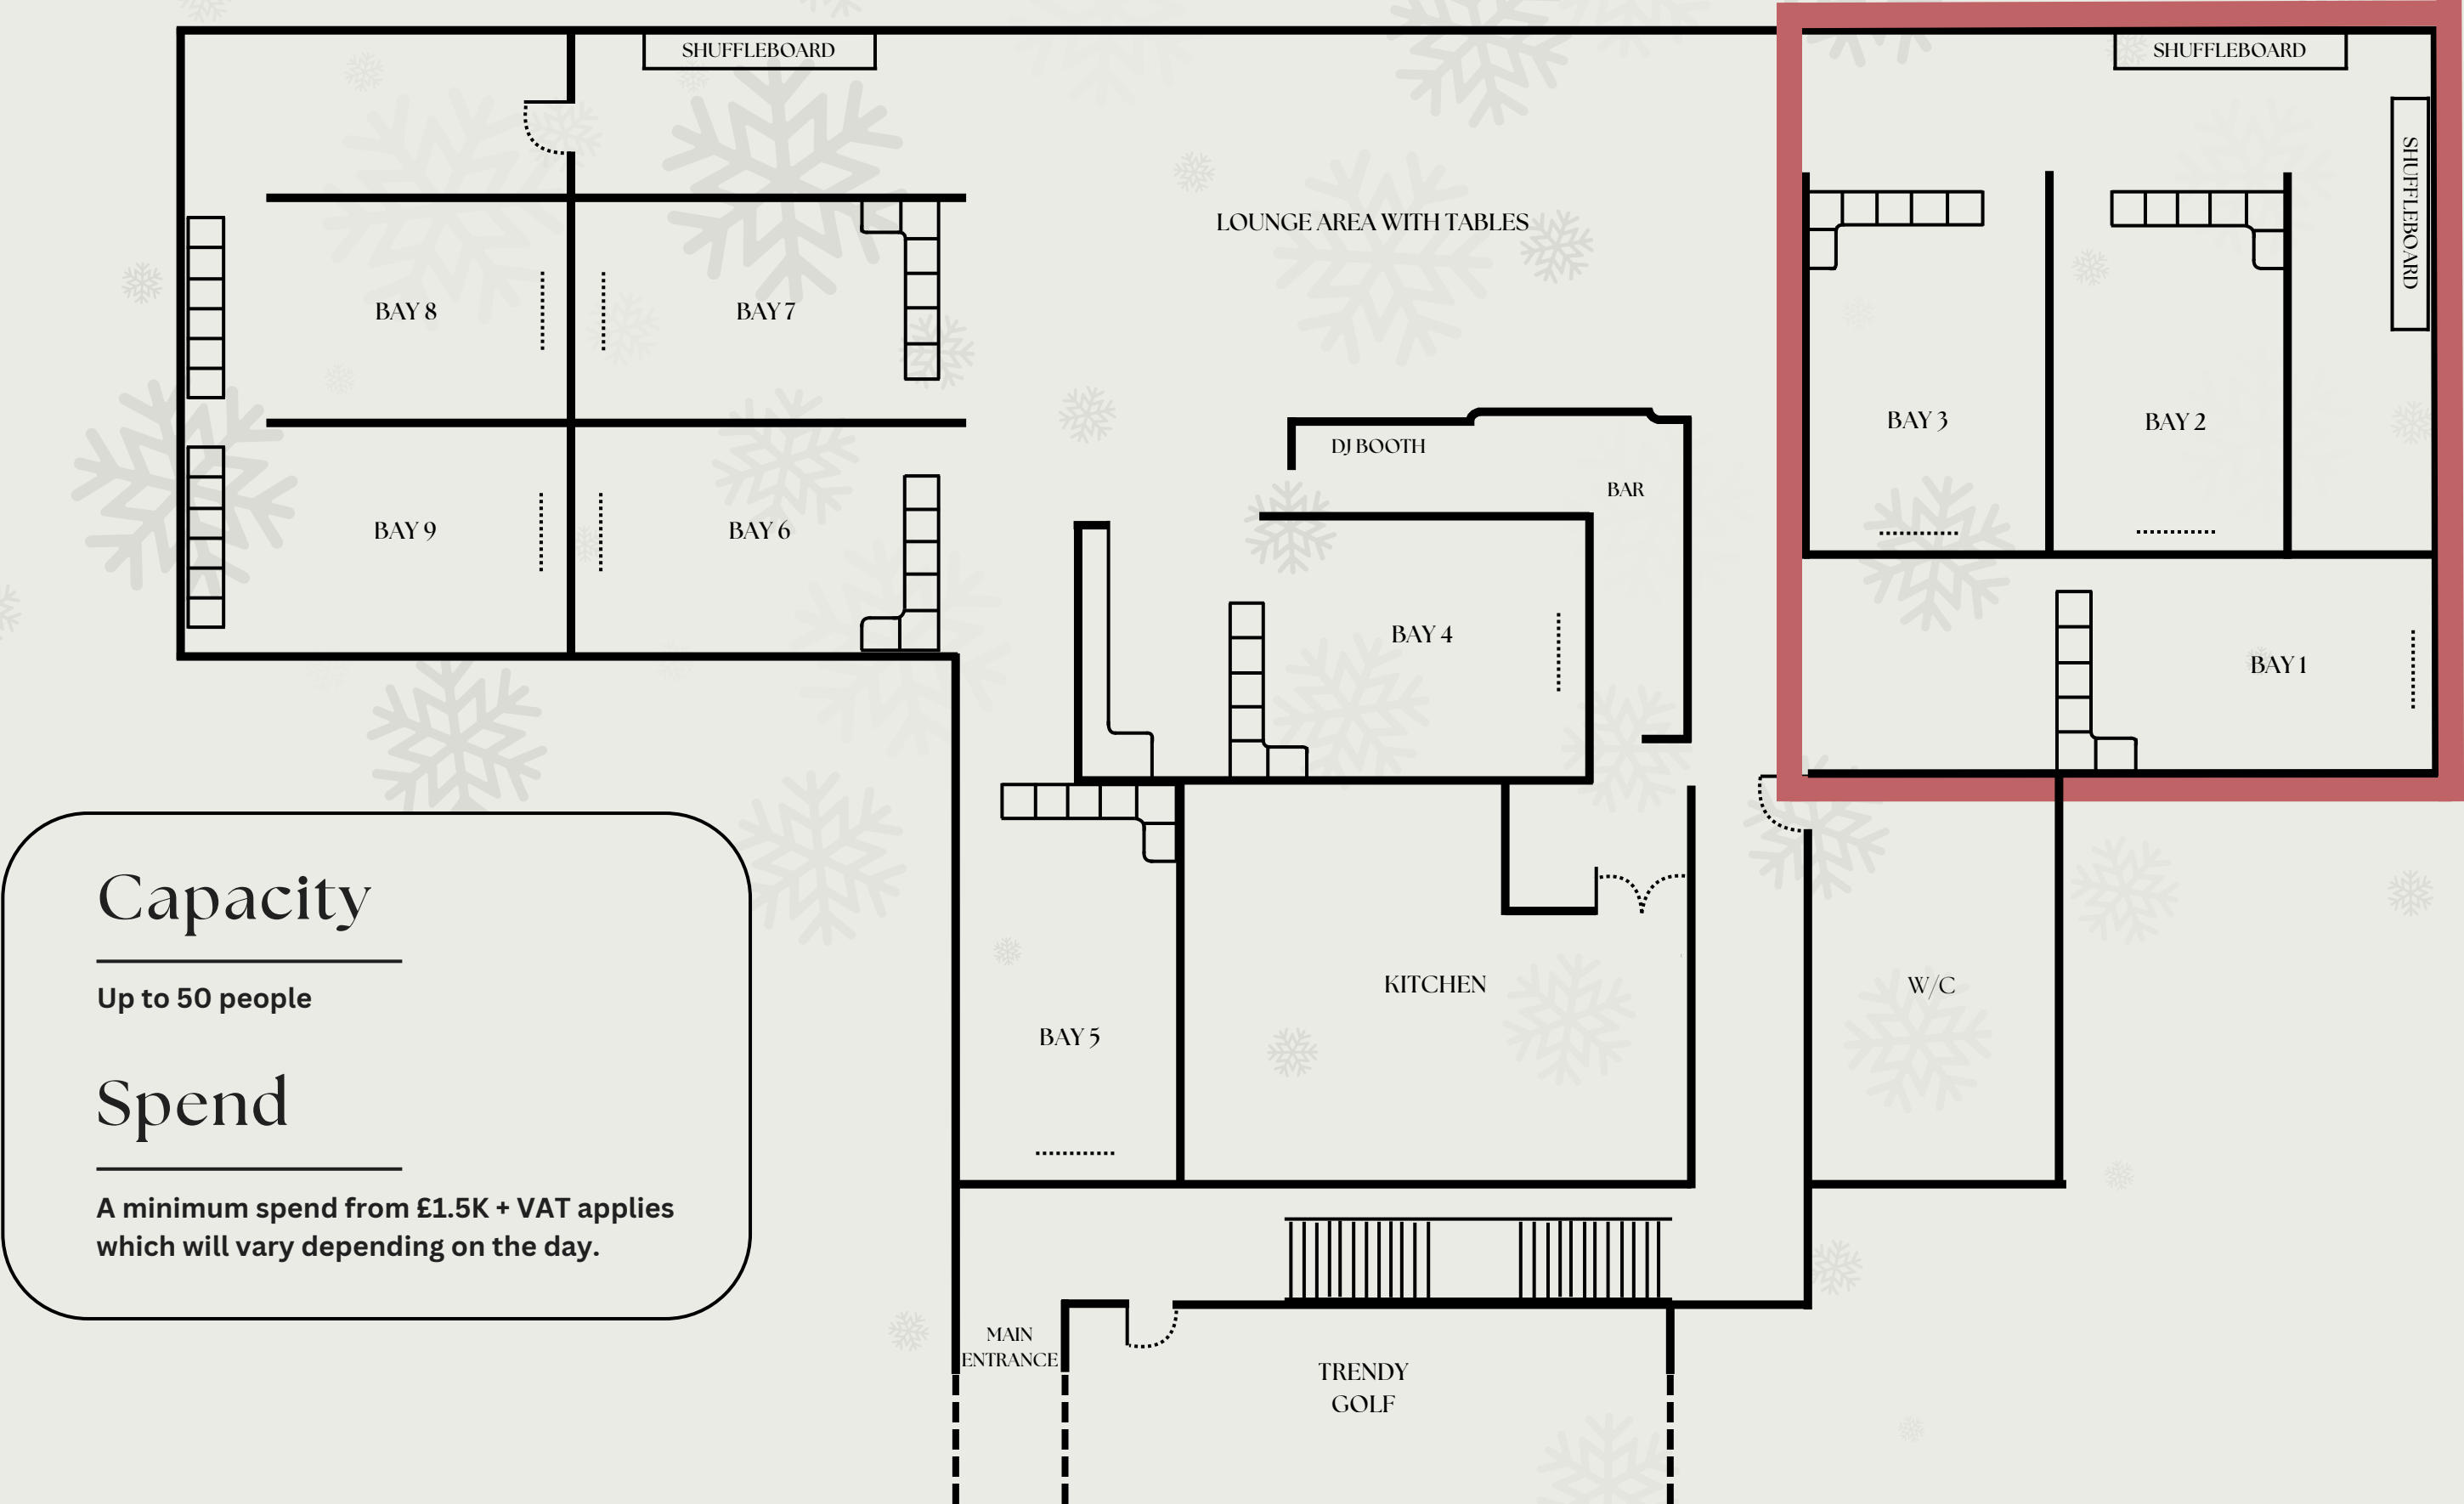 SHUFFLEBOARD
SHUFFLEBOARD
SHUFFLEBOARD
LOUNGE AREA WITH TABLES
BAY 8
BAY 7
BAY 3
BAY 2
DJ BOOTH
BAR
BAY 9
BAY 6
BAY 4
BAY 1
Capacity
Up to 50 people
KITCHEN
W/C
BAY 5
Spend
A minimum spend from £1.5K + VAT applies
which will vary depending on the day.
MAIN
ENTRANCE
TRENDY
GOLF